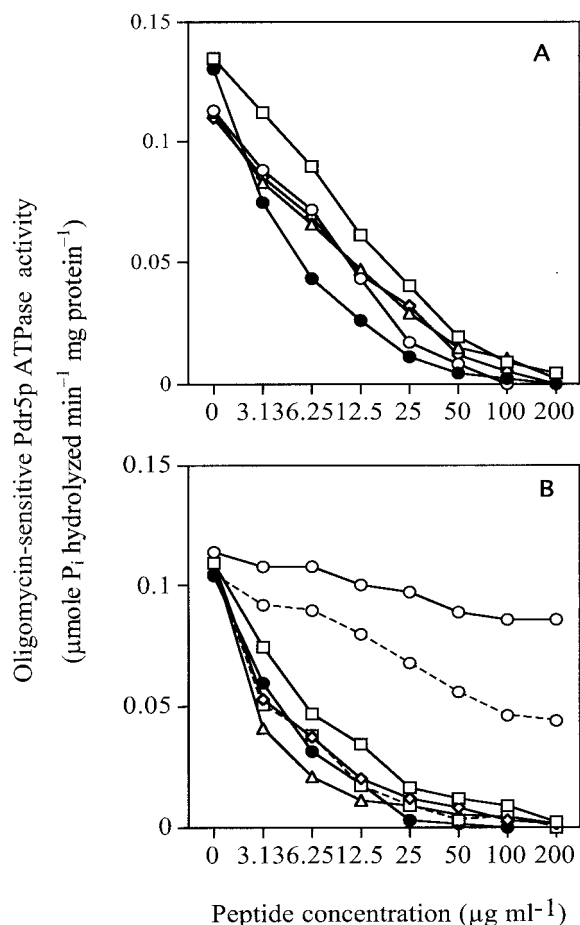 Oligomycin-sensitive Pdr5p ATPase activity
(μmole Pi hydrolyzed min⁻¹ mg protein⁻¹)
0.15
A
0.1
0.05
0
0 3.13 6.25 12.5 25 50 100 200
0.15
B
0.1
0.05
0
0 3.13 6.25 12.5 25 50 100 200
Peptide concentration (μg ml⁻¹)